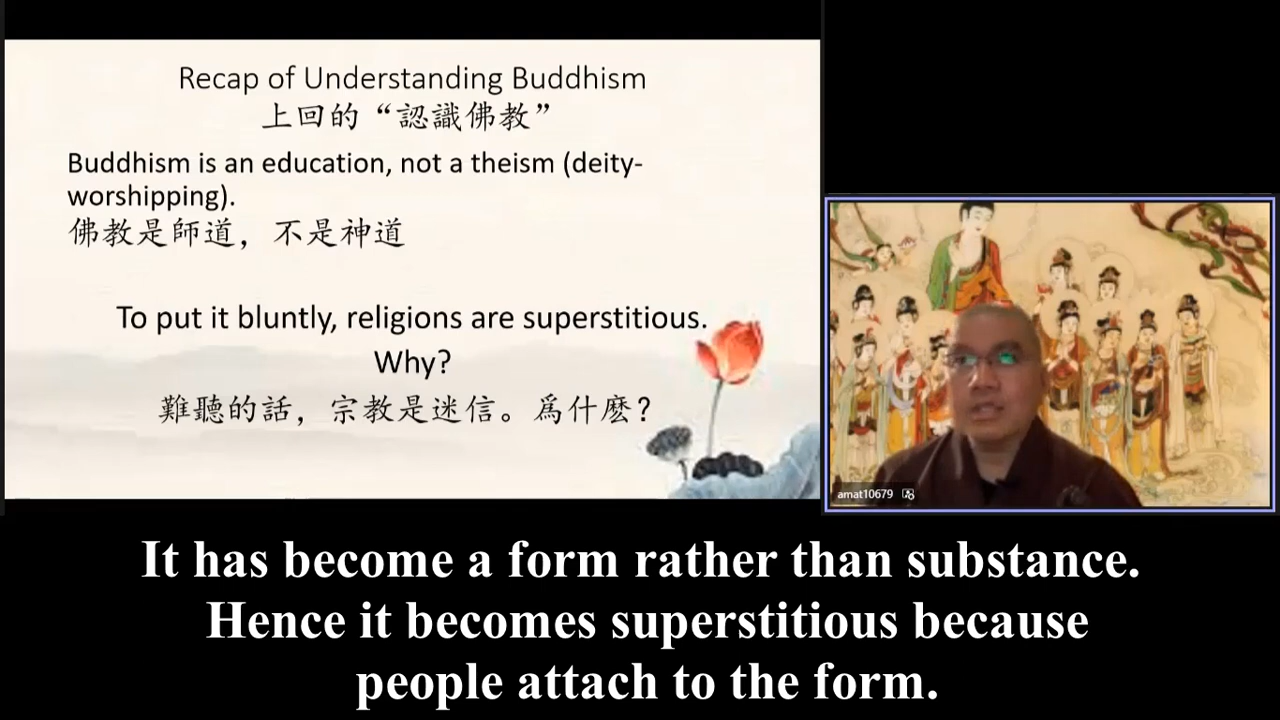 Recap of Understanding Buddhism
上回的“認識佛教”
Buddhism is an education, not a theism (deity-
worshipping).
佛教是師道，不是神道
To put it bluntly, religions are superstitious.
Why?
難聽的話，宗教是迷信。爲什麽？
amat10679
It has become a form rather than substance.
Hence it becomes superstitious because
people attach to the form.